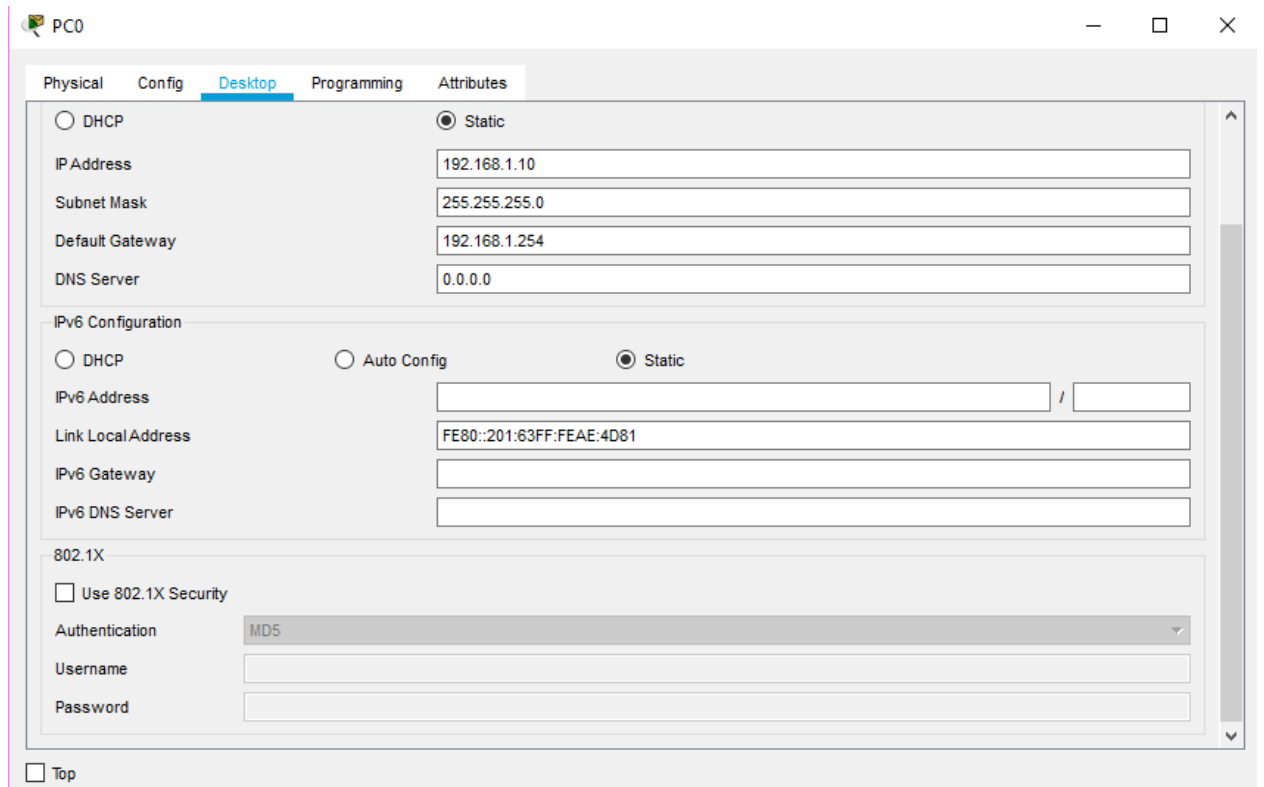 PC0
Physical Config Desktop Programming Attributes
DHCP Static
IP Address 192.168.1.10
Subnet Mask 255.255.255.0
Default Gateway 192.168.1.254
DNS Server 0.0.0.0
IPv6 Configuration
DHCP Auto Config Static
IPv6 Address /
Link Local Address FE80::201:63FF:FEAE:4D81
IPv6 Gateway
IPv6 DNS Server
802.1X
Use 802.1X Security
Authentication MD5
Username
Password
Top